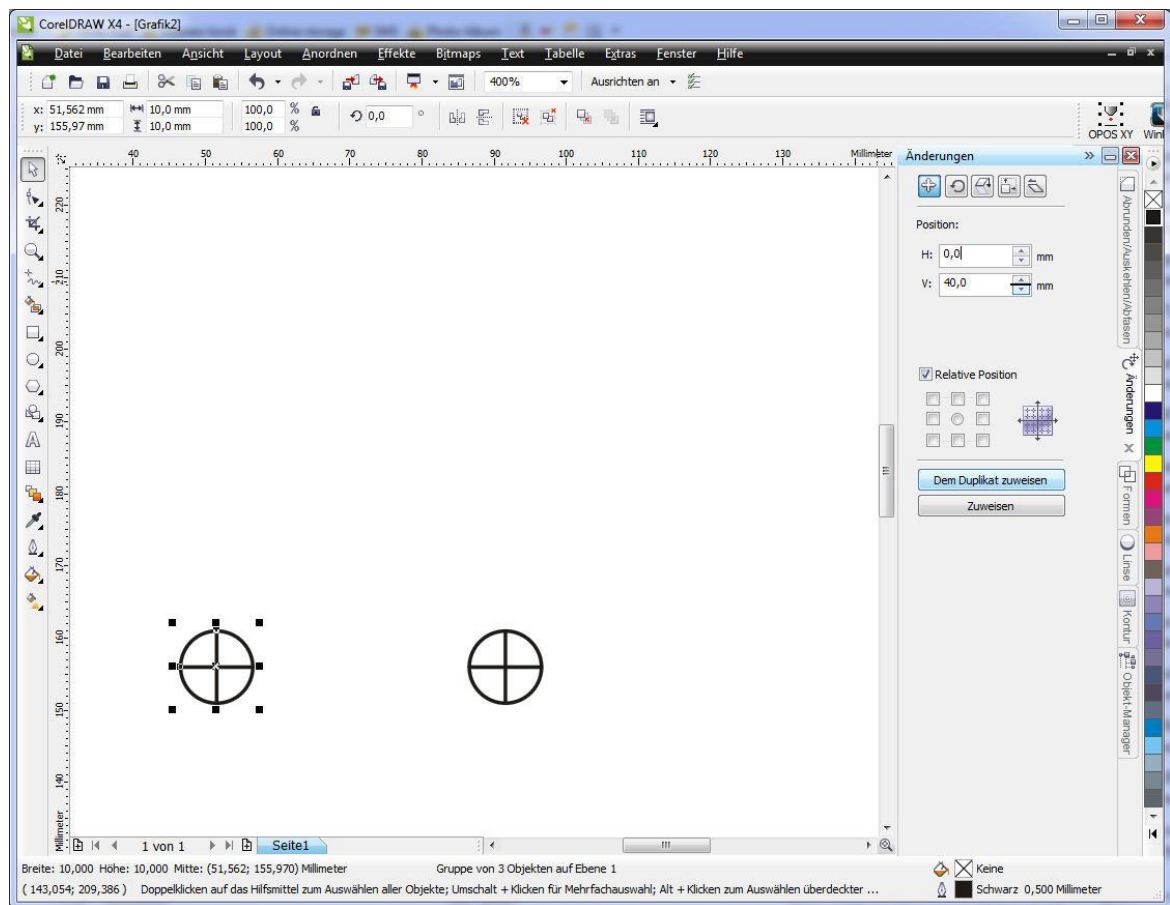 CorelDRAW X4 - [Grafik2]
Datei Bearbeiten Ansicht Layout Anordnen Effekte Bitmaps Text Tabelle Extras Fenster Hilfe
400% Ausrichten an
x: 51,562 mm 10,0 mm 100,0 % 0,0 °
y: 155,97 mm 10,0 mm 100,0 %
OPOS XY
40 50 60 70 80 90 100 110 120 130 Millimeter
220
210
200
190
180
170
160
150
140
Millimeter
Änderungen
Position:
H: 0,0 mm
V: 40,0 mm
Relative Position
Dem Duplikat zuweisen
Zuweisen
Abrunden/Auskehlen/Abfasen
Änderungen
Formen
Linse
Kontur
Objekt-Manager
1 von 1 Seite1
Breite: 10,000 Höhe: 10,000 Mitte: (51,562; 155,970) Millimeter Gruppe von 3 Objekten auf Ebene 1 Keine
( 143,054; 209,386 ) Doppelklicken auf das Hilfsmittel zum Auswählen aller Objekte; Umschalt + Klicken für Mehrfachauswahl; Alt + Klicken zum Auswählen überdeckter ... Schwarz 0,500 Millimeter